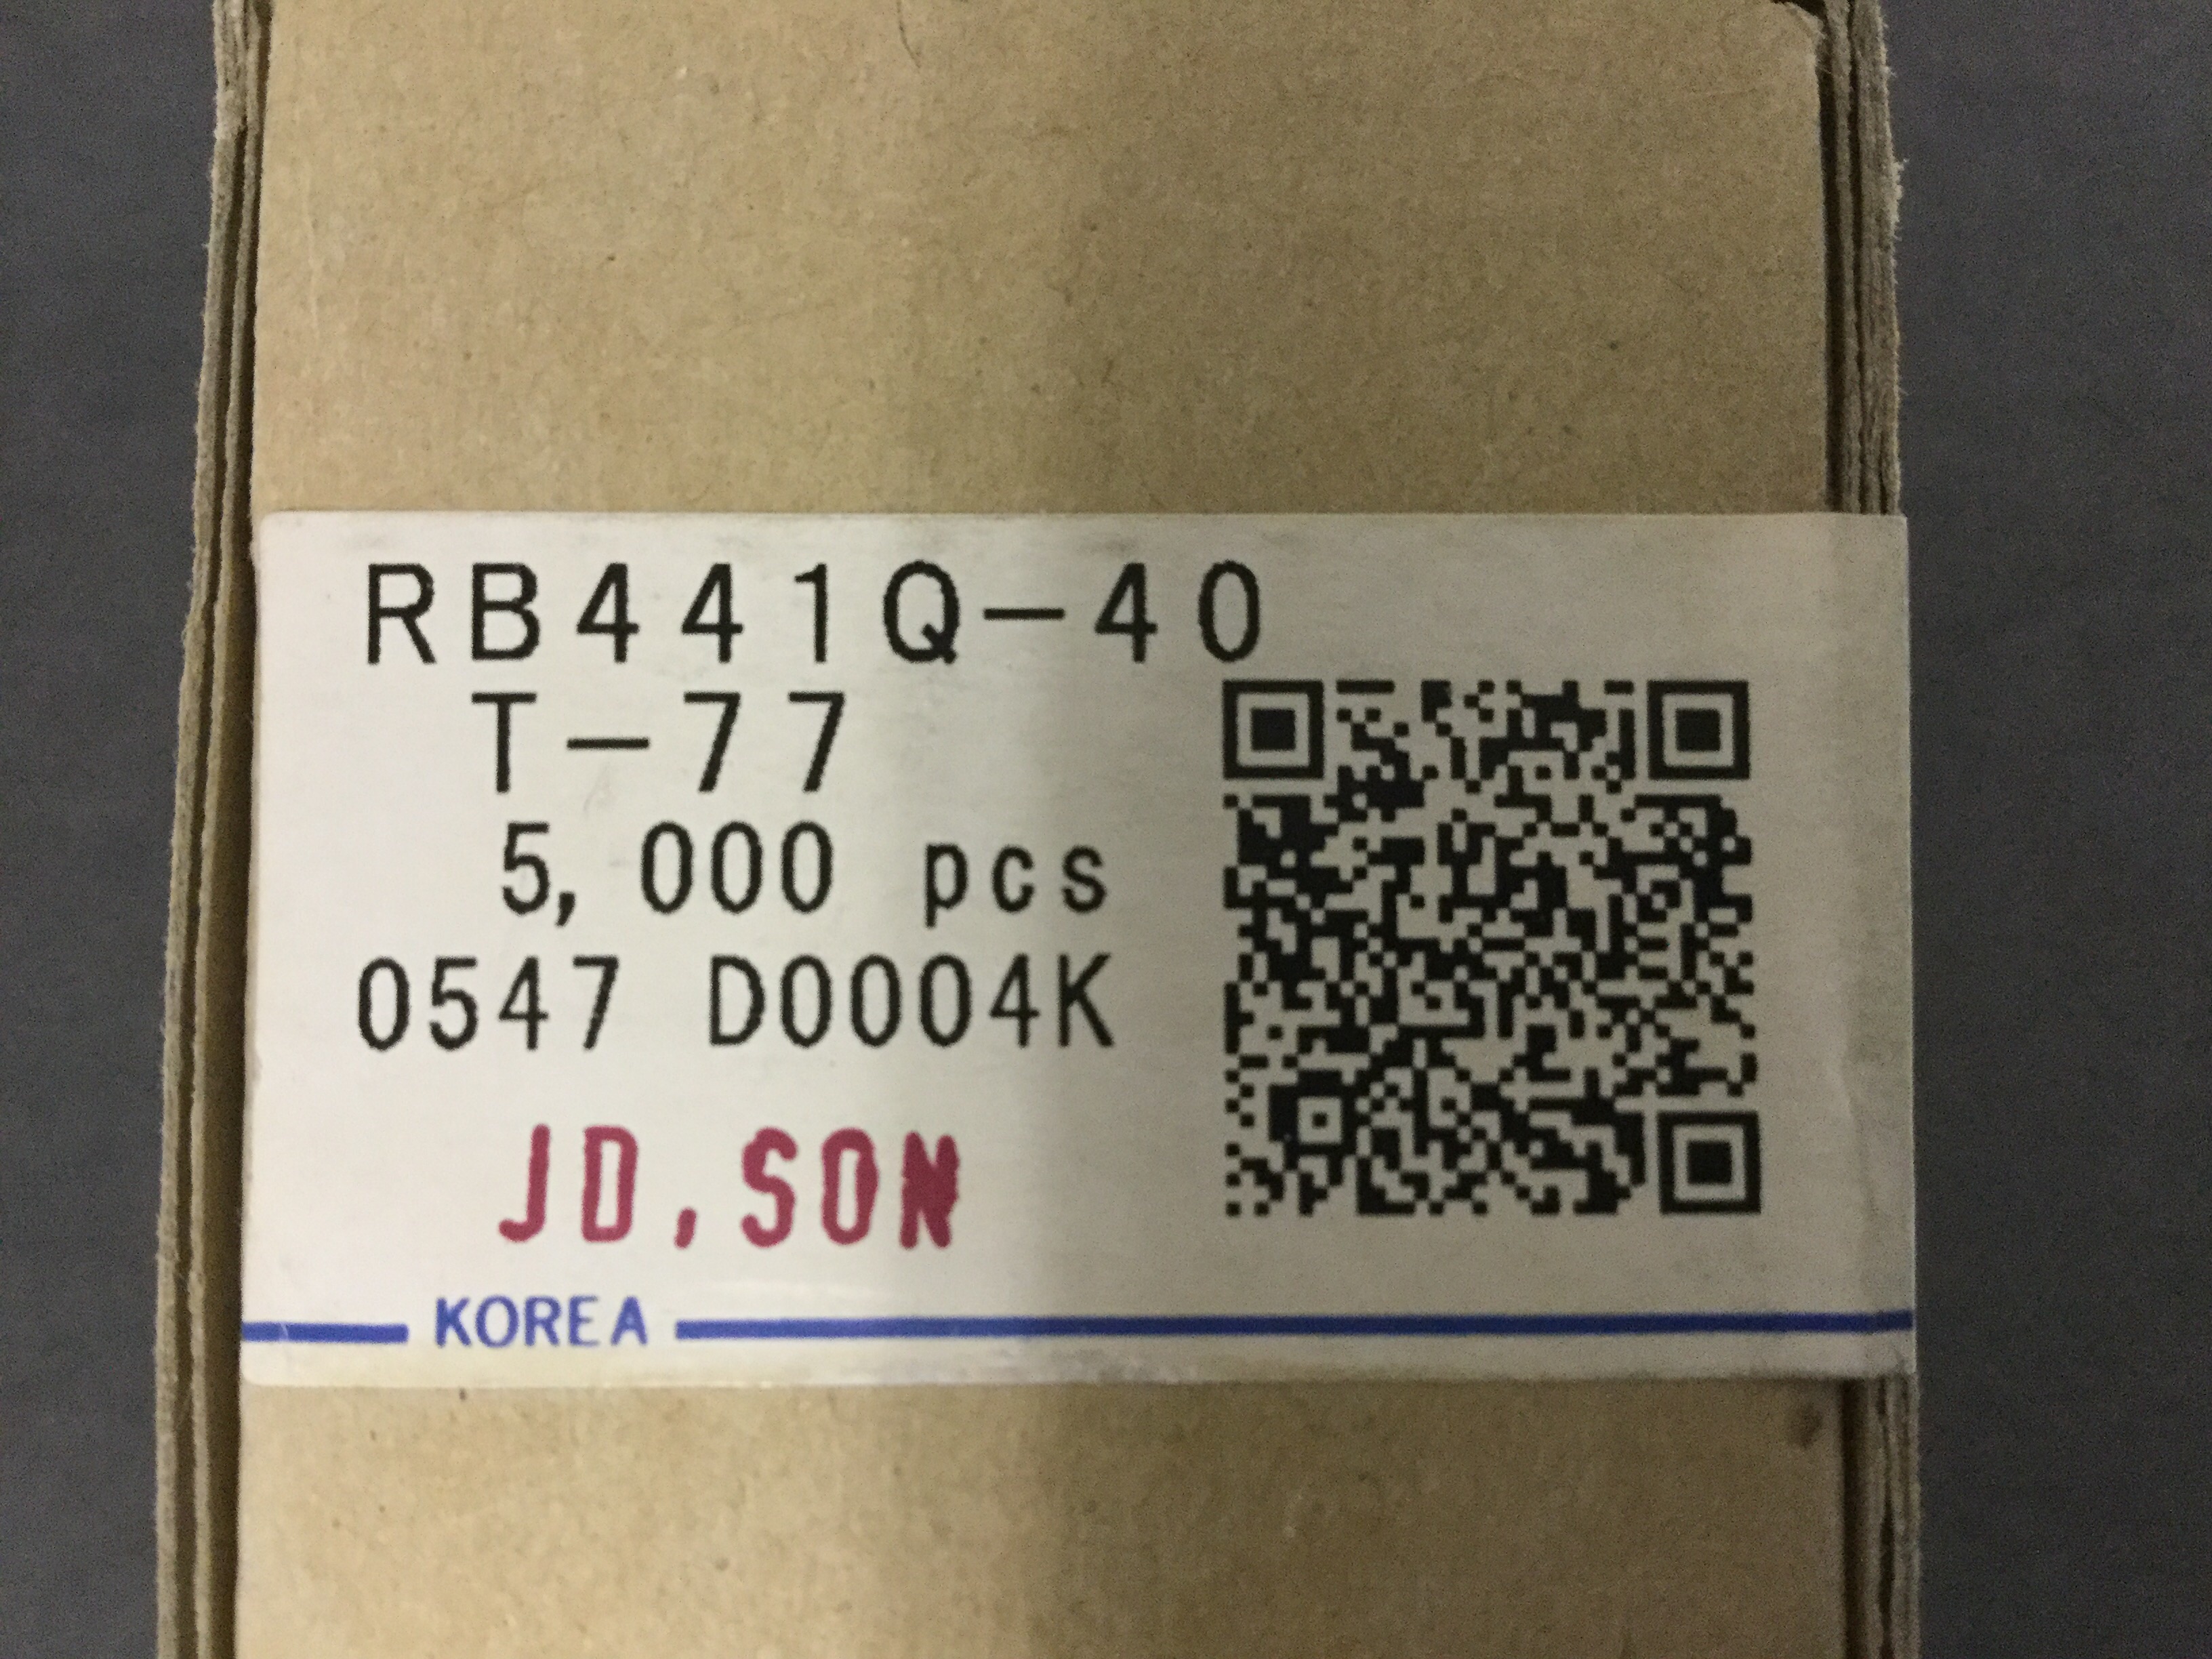 RB441Q-40
T-77
5,000 pcs
0547 D0004K
JD,SON
KOREA